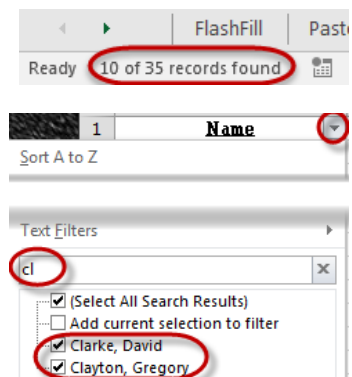 FlashFill Paste
Ready 10 of 35 records found
1 Name
Sort A to Z
Text Filters
cl
(Select All Search Results)
Add current selection to filter
Clarke, David
Clayton, Gregory